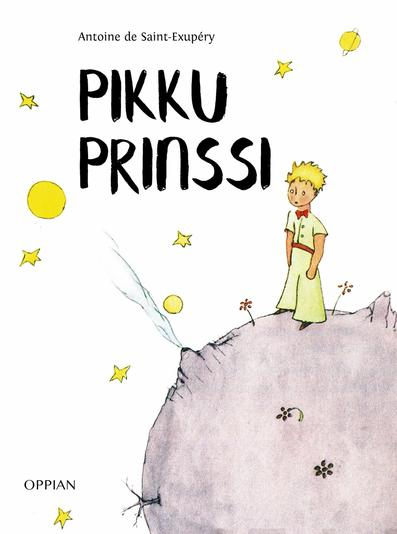 Antoine de Saint-Exupéry
PIKKU
PRINSSI
OPPIAN